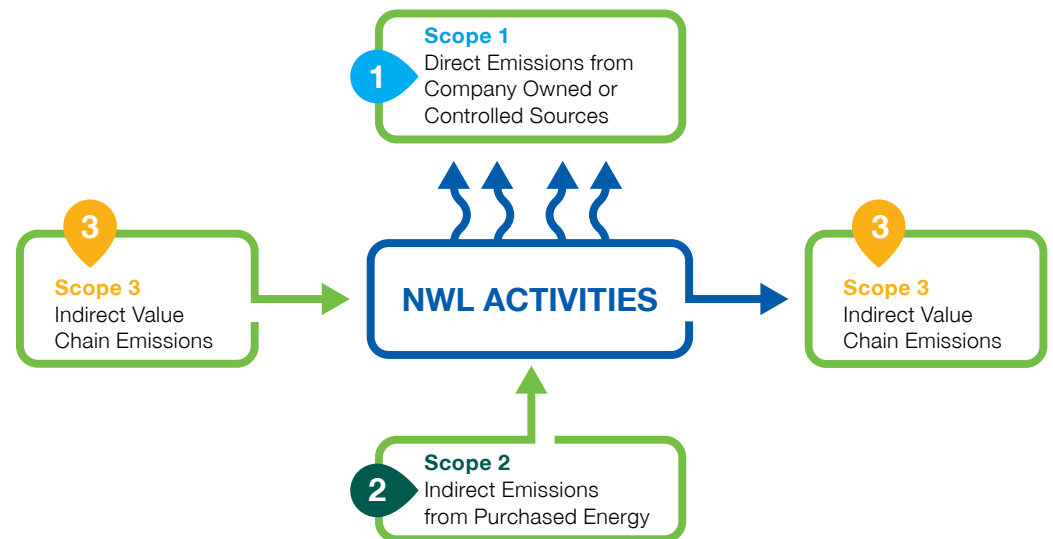 1
Scope 1
Direct Emissions from
Company Owned or
Controlled Sources
3
Scope 3
Indirect Value
Chain Emissions
NWL ACTIVITIES
3
Scope 3
Indirect Value
Chain Emissions
2
Scope 2
Indirect Emissions
from Purchased Energy